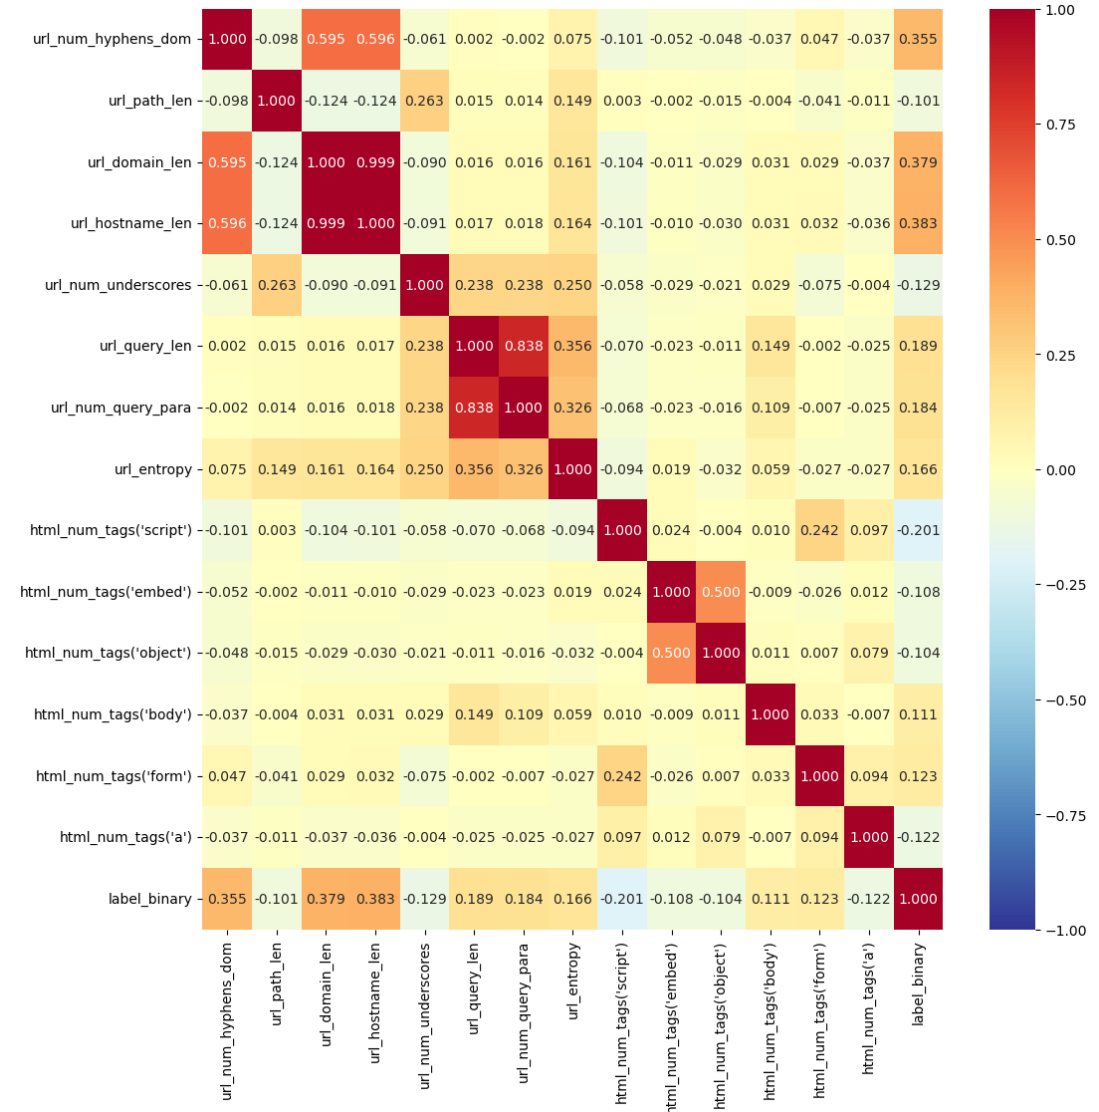 url_num_hyphens_dom 1.000 -0.098 0.595 0.596 -0.061 0.002 -0.002 0.075 -0.101 -0.052 -0.048 -0.037 0.047 -0.037 0.355
url_path_len -0.098 1.000 -0.124 -0.124 0.263 0.015 0.014 0.149 0.003 -0.002 -0.015 -0.004 -0.041 -0.011 -0.101
url_domain_len 0.595 -0.124 1.000 0.999 -0.090 0.016 0.016 0.161 -0.104 -0.011 -0.029 0.031 0.029 -0.037 0.379
url_hostname_len 0.596 -0.124 0.999 1.000 -0.091 0.017 0.018 0.164 -0.101 -0.010 -0.030 0.031 0.032 -0.036 0.383
url_num_underscores -0.061 0.263 -0.090 -0.091 1.000 0.238 0.238 0.250 -0.058 -0.029 -0.021 0.029 -0.075 -0.004 -0.129
url_query_len 0.002 0.015 0.016 0.017 0.238 1.000 0.838 0.356 -0.070 -0.023 -0.011 0.149 -0.002 -0.025 0.189
url_num_query_para -0.002 0.014 0.016 0.018 0.238 0.838 1.000 0.326 -0.068 -0.023 -0.016 0.109 -0.007 -0.025 0.184
url_entropy 0.075 0.149 0.161 0.164 0.250 0.356 0.326 1.000 -0.094 0.019 -0.032 0.059 -0.027 -0.027 0.166
html_num_tags('script') -0.101 0.003 -0.104 -0.101 -0.058 -0.070 -0.068 -0.094 1.000 0.024 -0.004 0.010 0.242 0.097 -0.201
html_num_tags('embed') -0.052 -0.002 -0.011 -0.010 -0.029 -0.023 -0.023 0.019 0.024 1.000 0.500 -0.009 -0.026 0.012 -0.108
html_num_tags('object') -0.048 -0.015 -0.029 -0.030 -0.021 -0.011 -0.016 -0.032 -0.004 0.500 1.000 0.011 0.007 0.079 -0.104
html_num_tags('body') -0.037 -0.004 0.031 0.031 0.029 0.149 0.109 0.059 0.010 -0.009 0.011 1.000 0.033 -0.007 0.111
html_num_tags('form') 0.047 -0.041 0.029 0.032 -0.075 -0.002 -0.007 -0.027 0.242 -0.026 0.007 0.033 1.000 0.094 0.123
html_num_tags('a') -0.037 -0.011 -0.037 -0.036 -0.004 -0.025 -0.025 -0.027 0.097 0.012 0.079 -0.007 0.094 1.000 -0.122
label_binary 0.355 -0.101 0.379 0.383 -0.129 0.189 0.184 0.166 -0.201 -0.108 -0.104 0.111 0.123 -0.122 1.000
url_num_hyphens_dom
url_path_len
url_domain_len
url_hostname_len
url_num_underscores
url_query_len
url_num_query_para
url_entropy
html_num_tags('script')
html_num_tags('embed')
html_num_tags('object')
html_num_tags('body')
html_num_tags('form')
html_num_tags('a')
label_binary
1.00
0.75
0.50
0.25
0.00
−0.25
−0.50
−0.75
−1.00